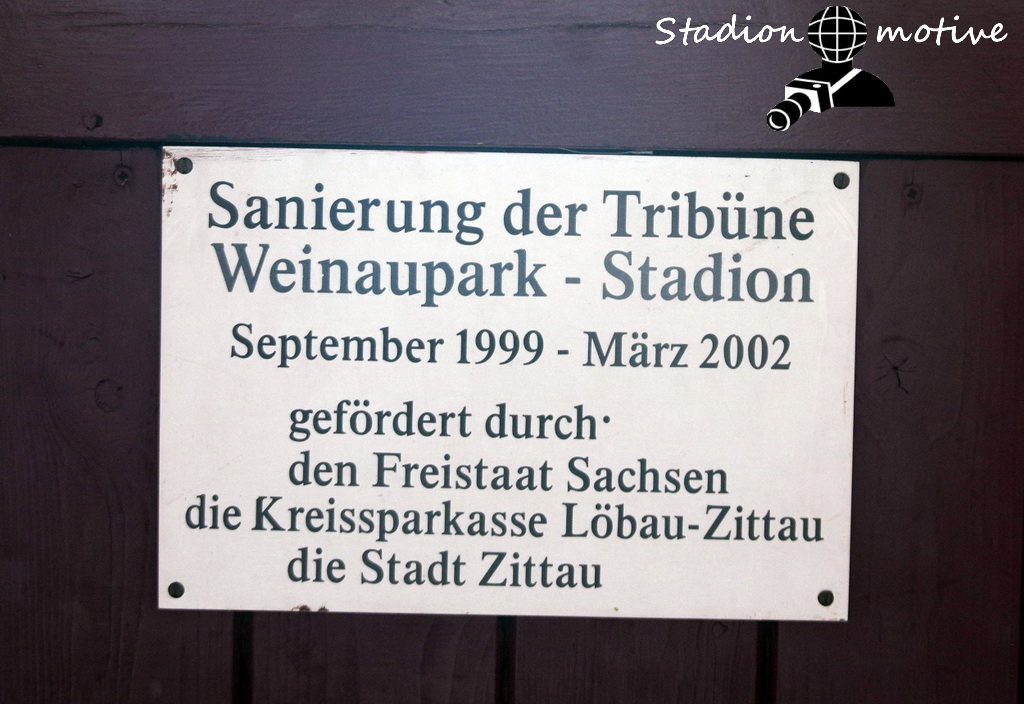 Stadion motive
Sanierung der Tribüne
Weinaupark - Stadion
September 1999 - März 2002
gefördert durch·
den Freistaat Sachsen
die Kreissparkasse Löbau-Zittau
die Stadt Zittau